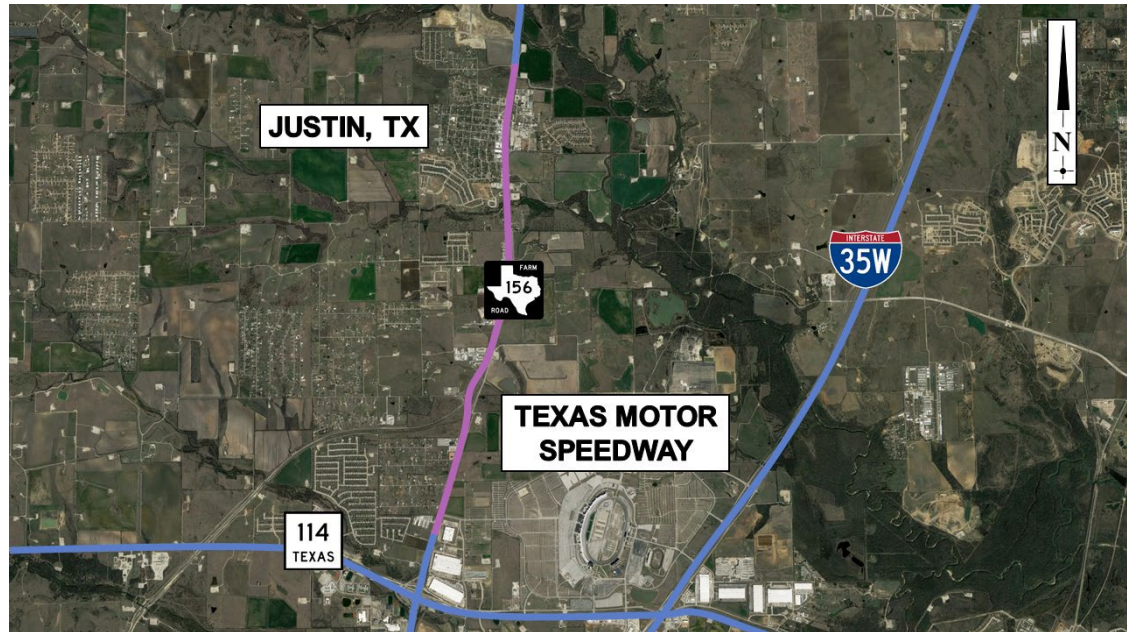 JUSTIN, TX
N
INTERSTATE
35W
FARM
156
ROAD
TEXAS MOTOR
SPEEDWAY
114
TEXAS